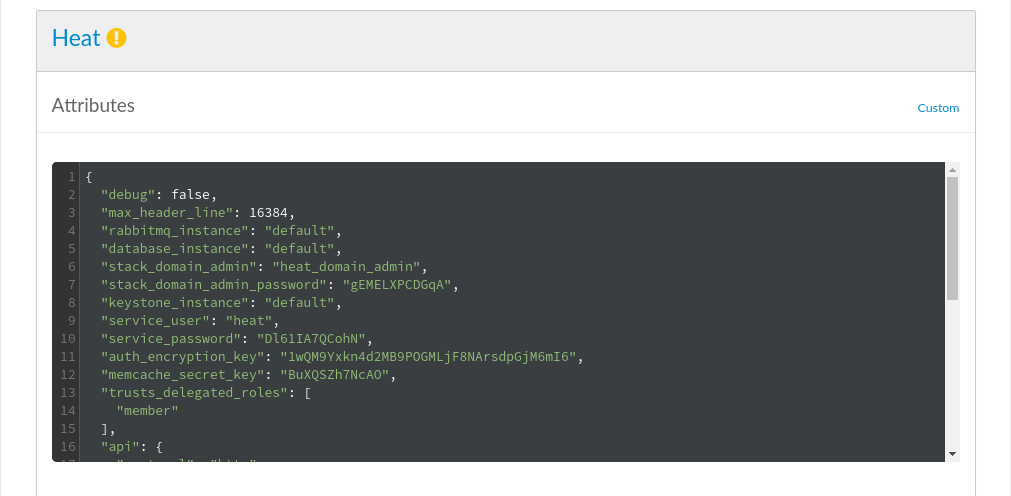 Heat
Attributes
Custom
1 {
2 "debug": false,
3 "max_header_line": 16384,
4 "rabbitmq_instance": "default",
5 "database_instance": "default",
6 "stack_domain_admin": "heat_domain_admin",
7 "stack_domain_admin_password": "gEMELXPCDGqA",
8 "keystone_instance": "default",
9 "service_user": "heat",
10 "service_password": "Dl61IA7QCohN",
11 "auth_encryption_key": "1wQM9Yxkn4d2MB9POGMLjF8NArsdpGjM6mI6",
12 "memcache_secret_key": "BuXQSZh7NcAO",
13 "trusts_delegated_roles": [
14 "member"
15 ],
16 "api": {